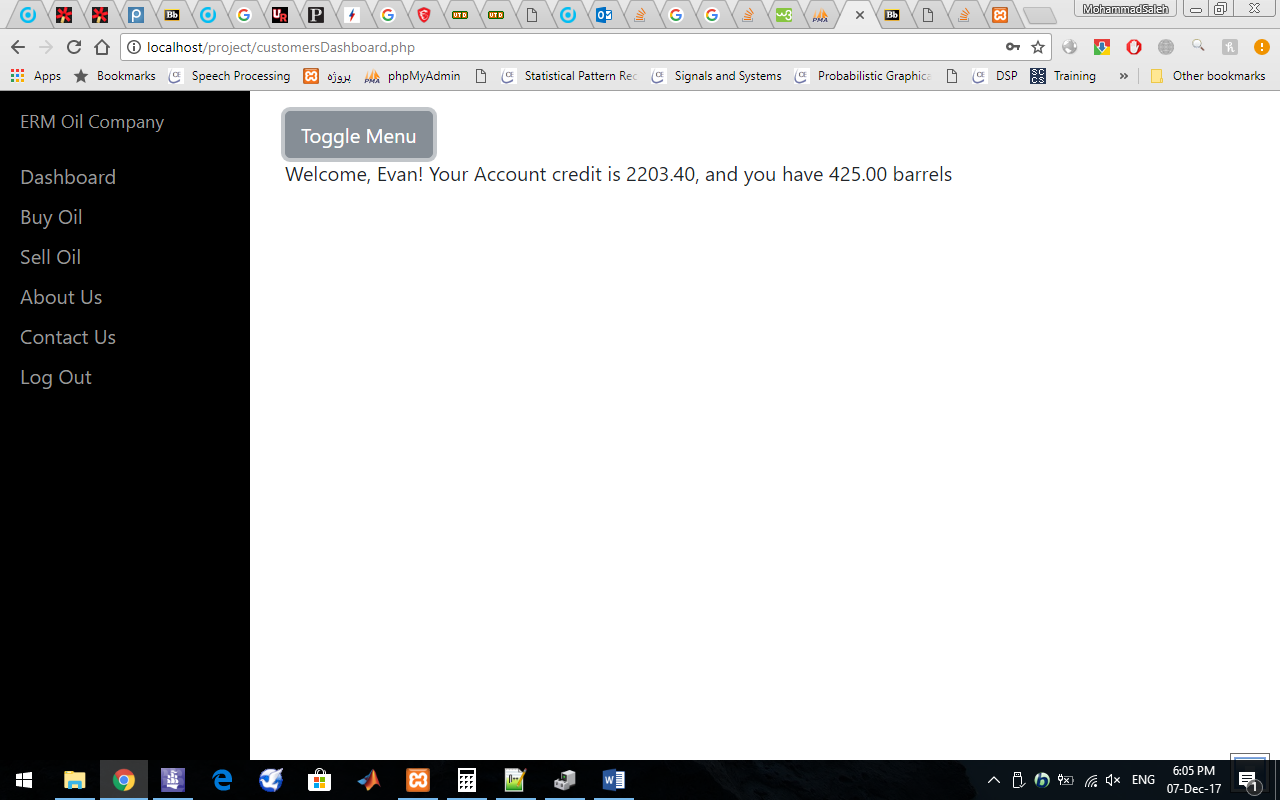 MohammadSaleh
localhost/project/customersDashboard.php
Apps Bookmarks Speech Processing پروژه phpMyAdmin Statistical Pattern Rec Signals and Systems Probabilistic Graphica DSP Training » Other bookmarks
ERM Oil Company
Dashboard
Buy Oil
Sell Oil
About Us
Contact Us
Log Out
Toggle Menu
Welcome, Evan! Your Account credit is 2203.40, and you have 425.00 barrels
ENG
6:05 PM
07-Dec-17
1